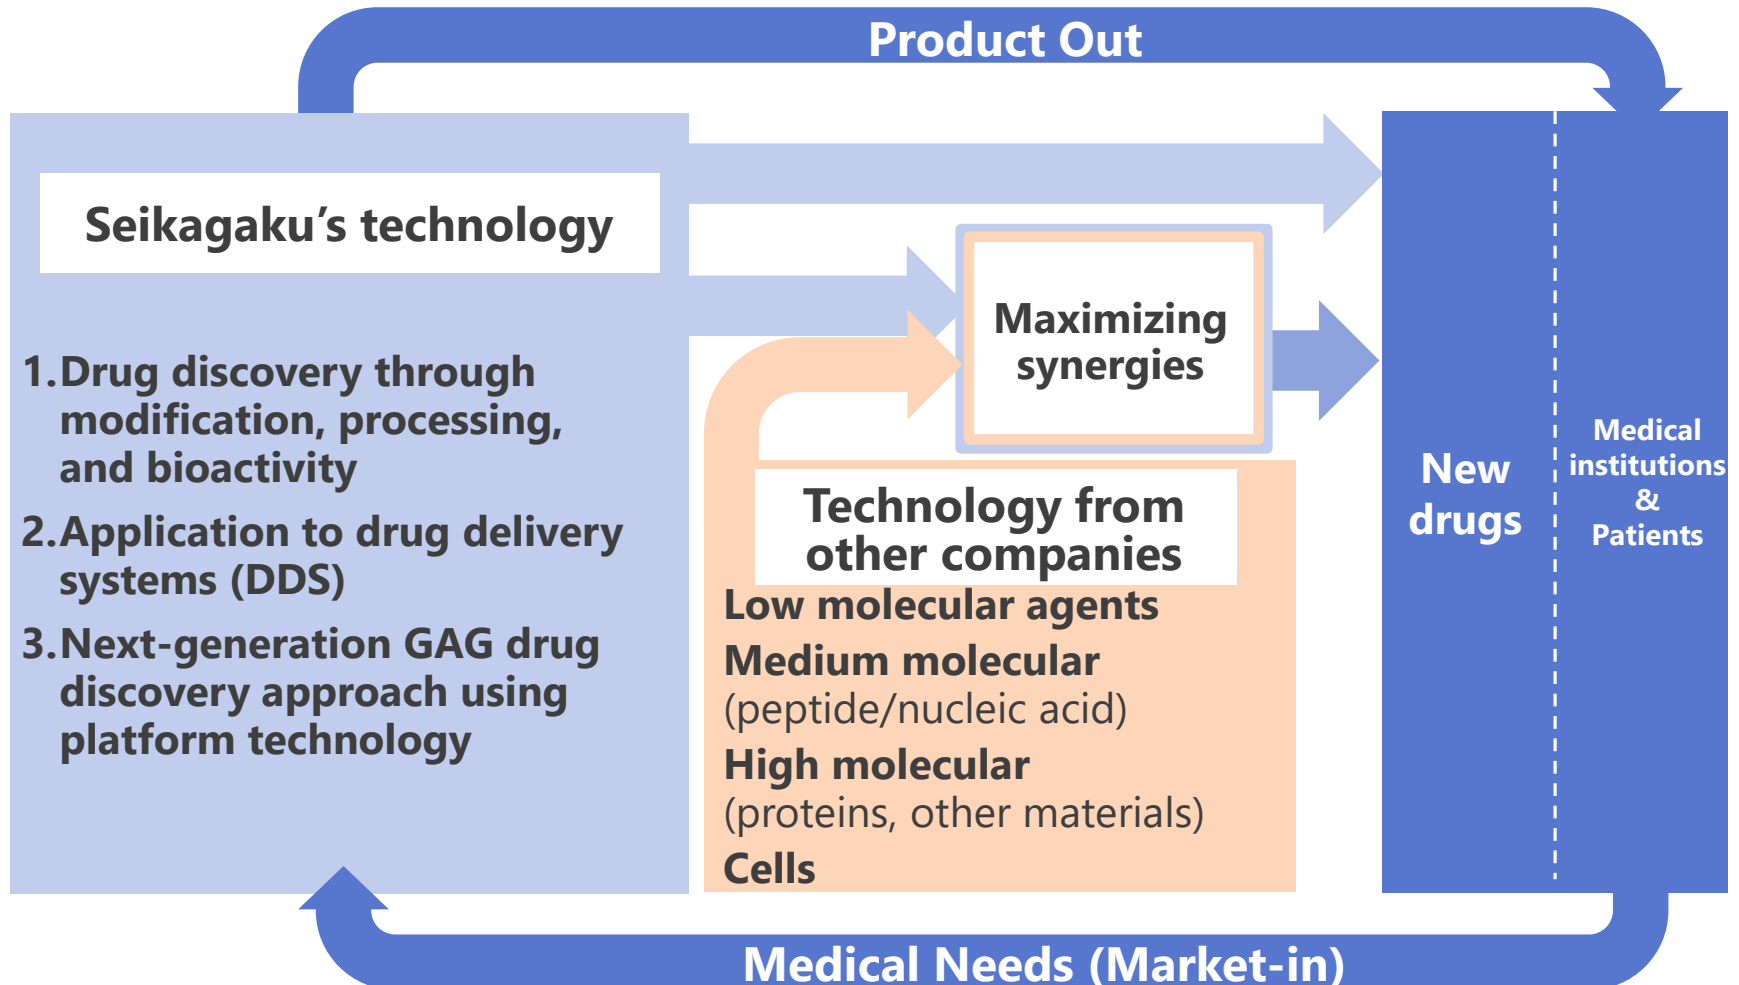 Product Out
Seikagaku’s technology
1.Drug discovery through
modification, processing,
and bioactivity
2.Application to drug delivery
systems (DDS)
3.Next-generation GAG drug
discovery approach using
platform technology
Maximizing
synergies
Technology from
other companies
Low molecular agents
Medium molecular
(peptide/nucleic acid)
High molecular
(proteins, other materials)
Cells
New
drugs
Medical
institutions
&
Patients
Medical Needs (Market-in)